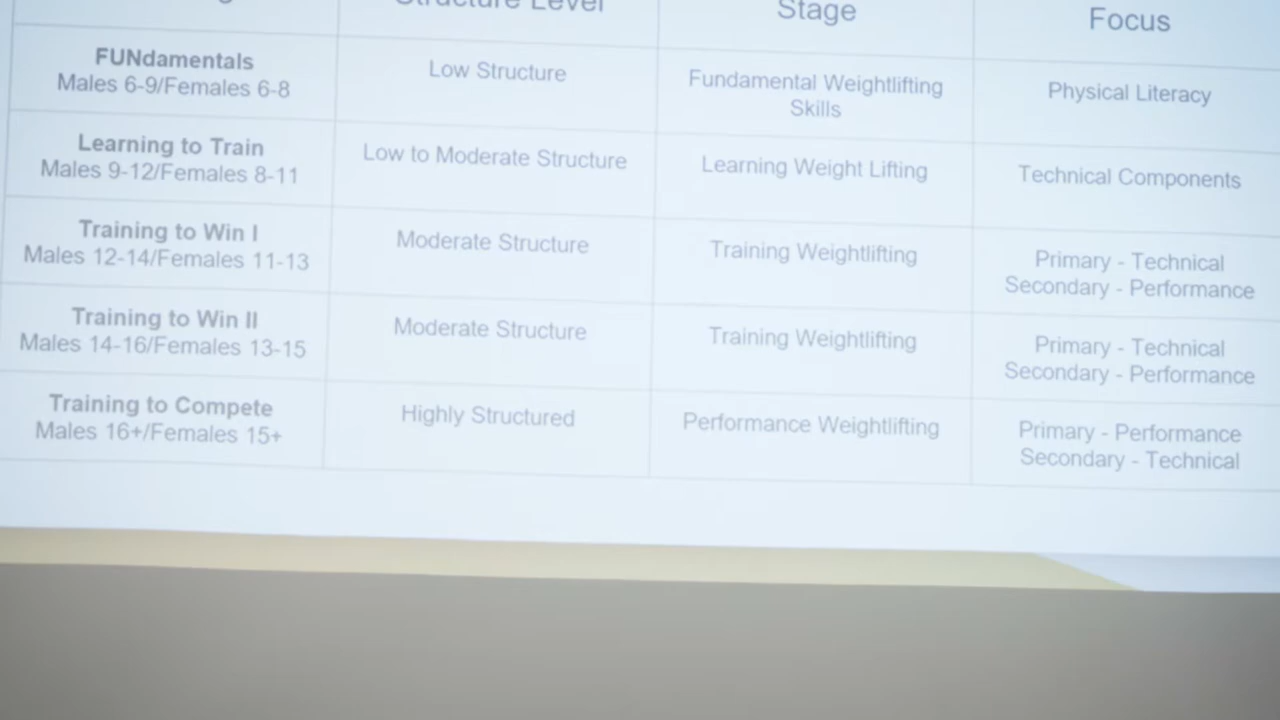 Structure Level
Stage
Focus
FUNdamentals
Males 6-9/Females 6-8
Low Structure
Fundamental Weightlifting
Skills
Physical Literacy
Learning to Train
Males 9-12/Females 8-11
Low to Moderate Structure
Learning Weight Lifting
Technical Components
Training to Win I
Males 12-14/Females 11-13
Moderate Structure
Training Weightlifting
Primary - Technical
Secondary - Performance
Training to Win II
Males 14-16/Females 13-15
Moderate Structure
Training Weightlifting
Primary - Technical
Secondary - Performance
Training to Compete
Males 16+/Females 15+
Highly Structured
Performance Weightlifting
Primary - Performance
Secondary - Technical